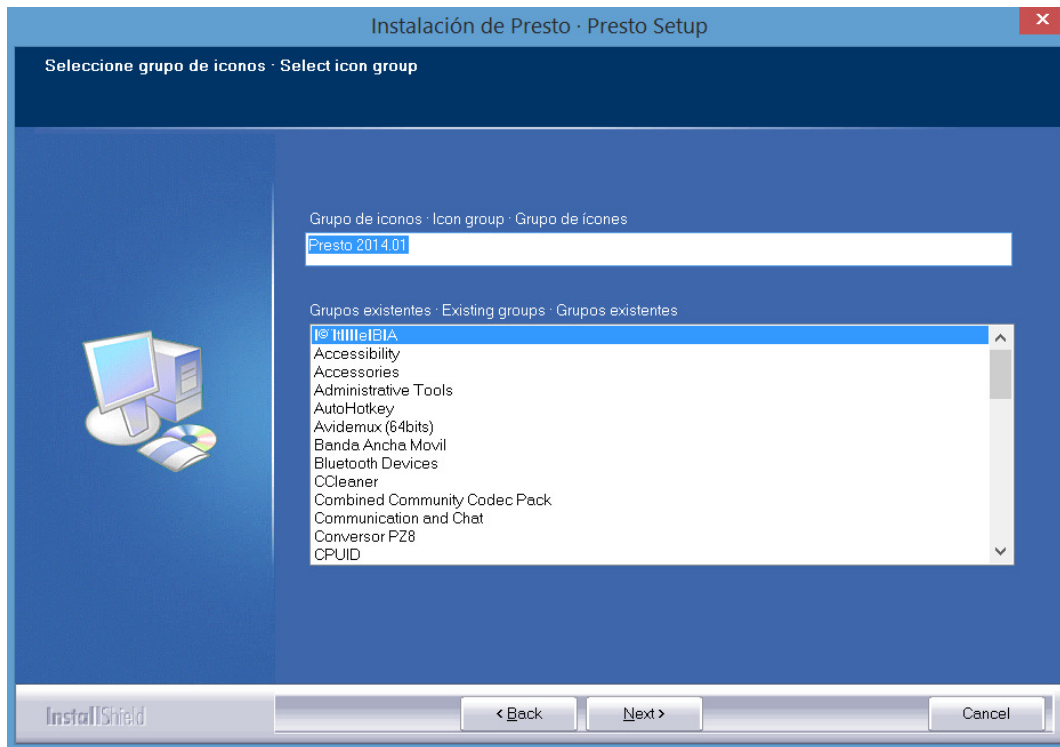 Instalación de Presto · Presto Setup
Seleccione grupo de iconos · Select icon group
Grupo de iconos · Icon group · Grupo de ícones
Presto 2014.01
Grupos existentes · Existing groups · Grupos existentes
Accessibility
Accessories
Administrative Tools
AutoHotkey
Avidemux (64bits)
Banda Ancha Movil
Bluetooth Devices
CCleaner
Combined Community Codec Pack
Communication and Chat
Conversor PZ8
CPUID
InstallShield
< Back Next > Cancel